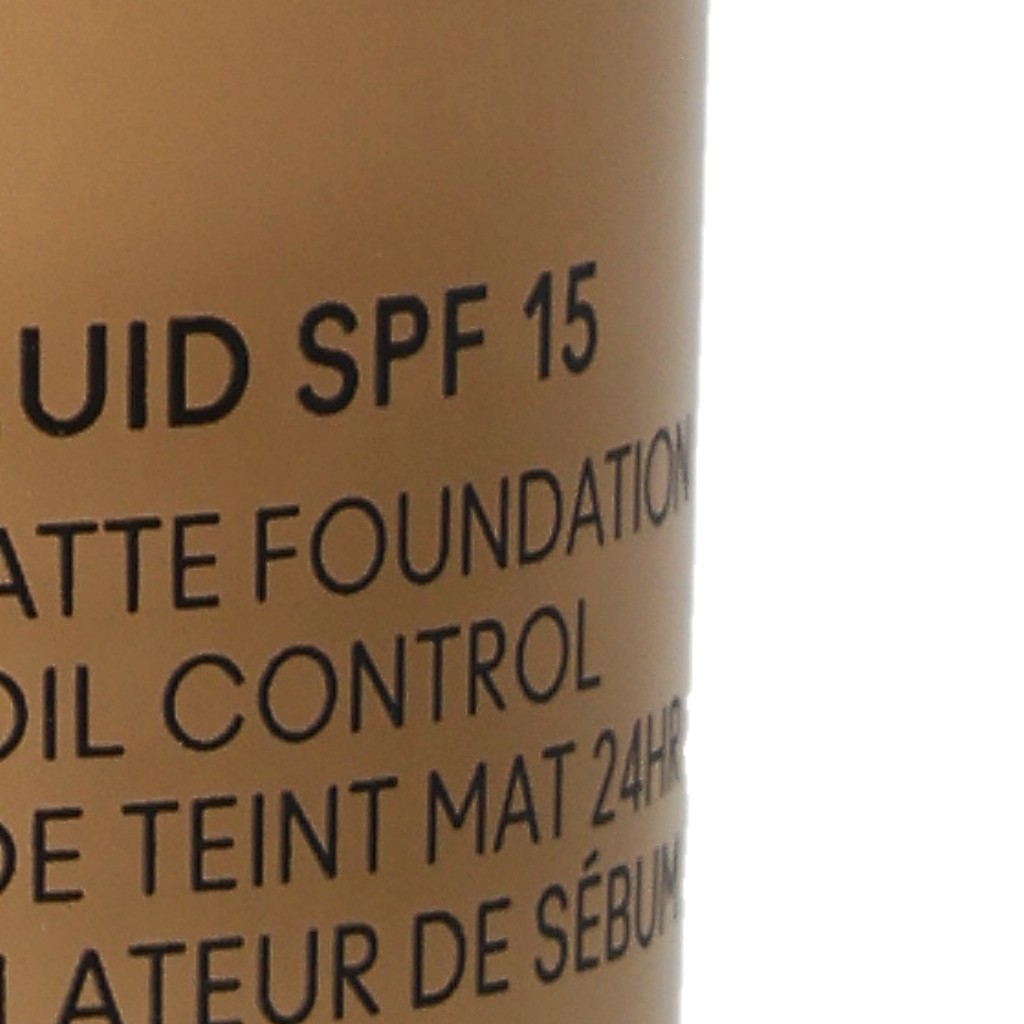 UID SPF 15
ATTE FOUNDATION
OIL CONTROL
DE TEINT MAT 24HR
LATEUR DE SÉBUM